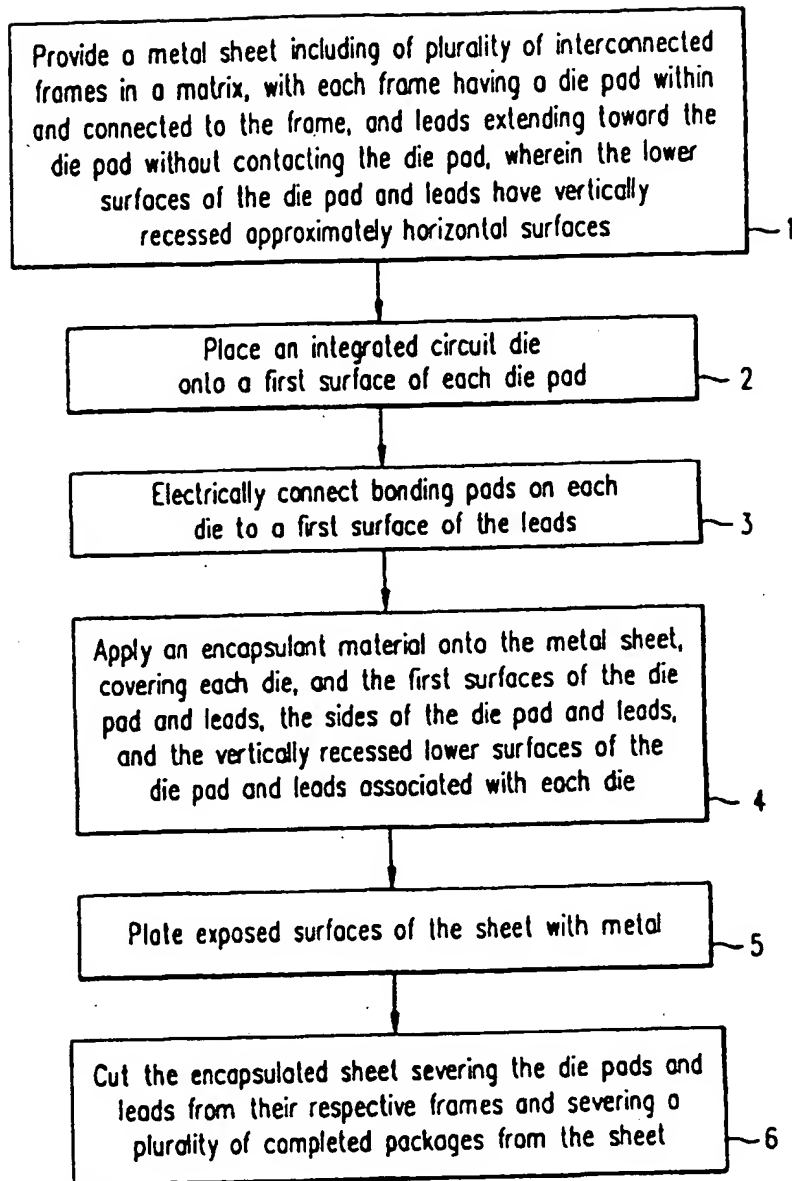 Provide a metal sheet including of plurality of interconnected
frames in a matrix, with each frame having a die pad within
and connected to the frame, and leads extending toward the
die pad without contacting the die pad, wherein the lower
surfaces of the die pad and leads have vertically
recessed approximately horizontal surfaces
1
Place an integrated circuit die
onto a first surface of each die pad
2
Electrically connect bonding pads on each
die to a first surface of the leads
3
Apply an encapsulant material onto the metal sheet,
covering each die, and the first surfaces of the die
pad and leads, the sides of the die pad and leads,
and the vertically recessed lower surfaces of the
die pad and leads associated with each die
4
Plate exposed surfaces of the sheet with metal
5
Cut the encapsulated sheet severing the die pads and
leads from their respective frames and severing a
plurality of completed packages from the sheet
6